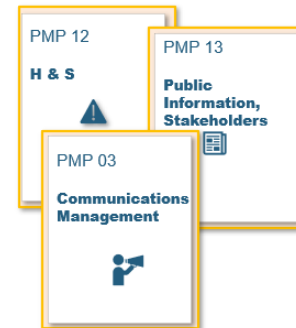 PMP 12
H & S
PMP 13
Public
Information,
Stakeholders
PMP 03
Communications
Management